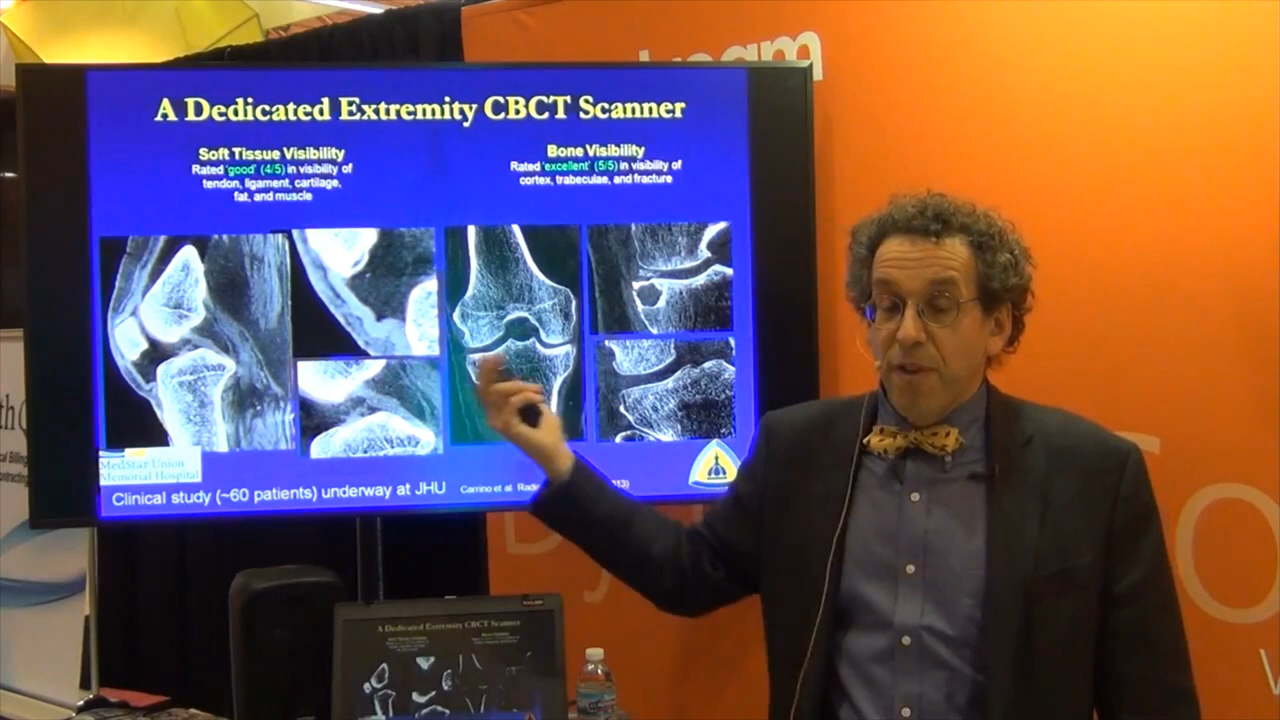 A Dedicated Extremity CBCT Scanner
Soft Tissue Visibility
Rated 'good' (4/5) in visibility of
tendon, ligament, cartilage,
fat, and muscle
Bone Visibility
Rated 'excellent' (5/5) in visibility of
cortex, trabeculae, and fracture
MedStar Union
Memorial Hospital
Clinical study (~60 patients) underway at JHU
Carrino et al.
A Dedicated Extremity CBCT Scanner